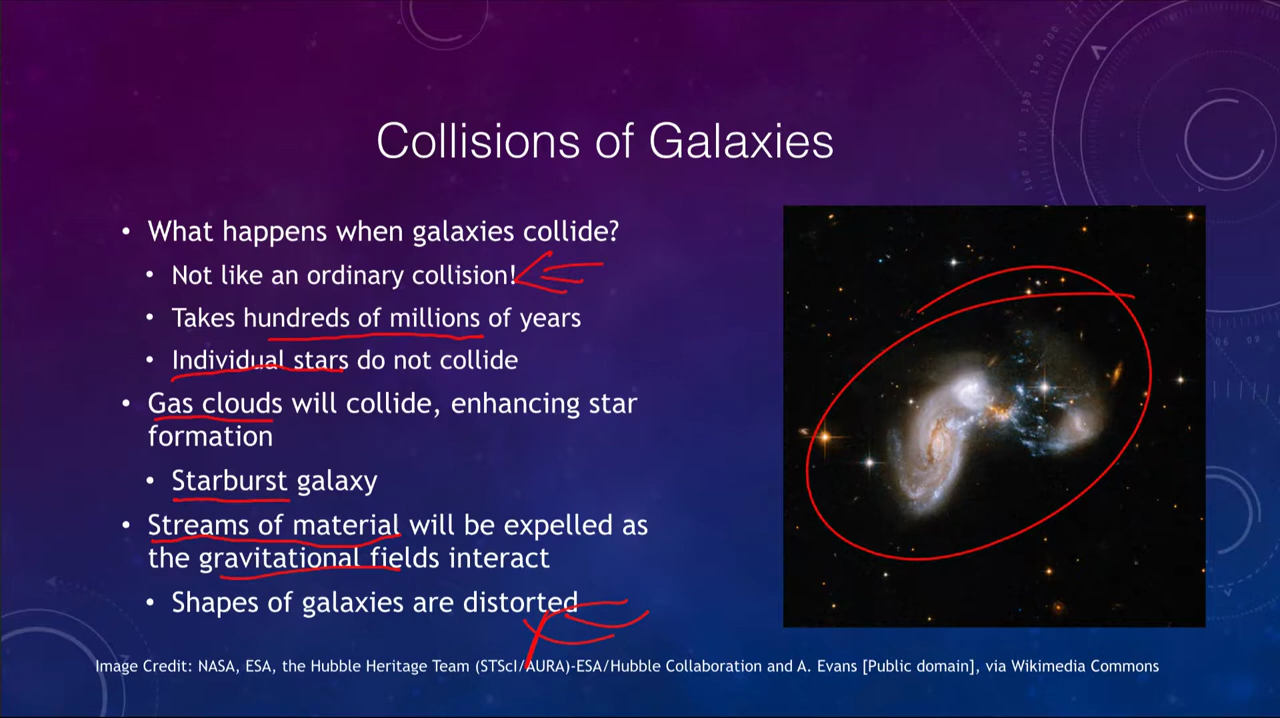 Collisions of Galaxies
• What happens when galaxies collide?
• Not like an ordinary collision!
• Takes hundreds of millions of years
• Individual stars do not collide
• Gas clouds will collide, enhancing star
formation
• Starburst galaxy
• Streams of material will be expelled as
the gravitational fields interact
• Shapes of galaxies are distorted
Image Credit: NASA, ESA, the Hubble Heritage Team (STScI/AURA)-ESA/Hubble Collaboration and A. Evans [Public domain], via Wikimedia Commons